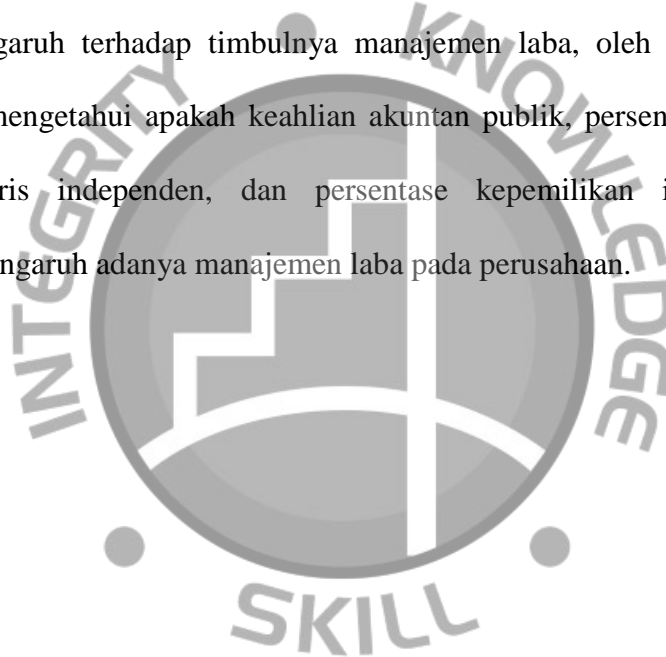 garuh terhadap timbulnya manajemen laba, oleh
mengetahui apakah keahlian akuntan publik, persen
ris independen, dan persentase kepemilikan i
ngaruh adanya manajemen laba pada perusahaan.
INTEGRITY
KNOWLEDGE
SKILL